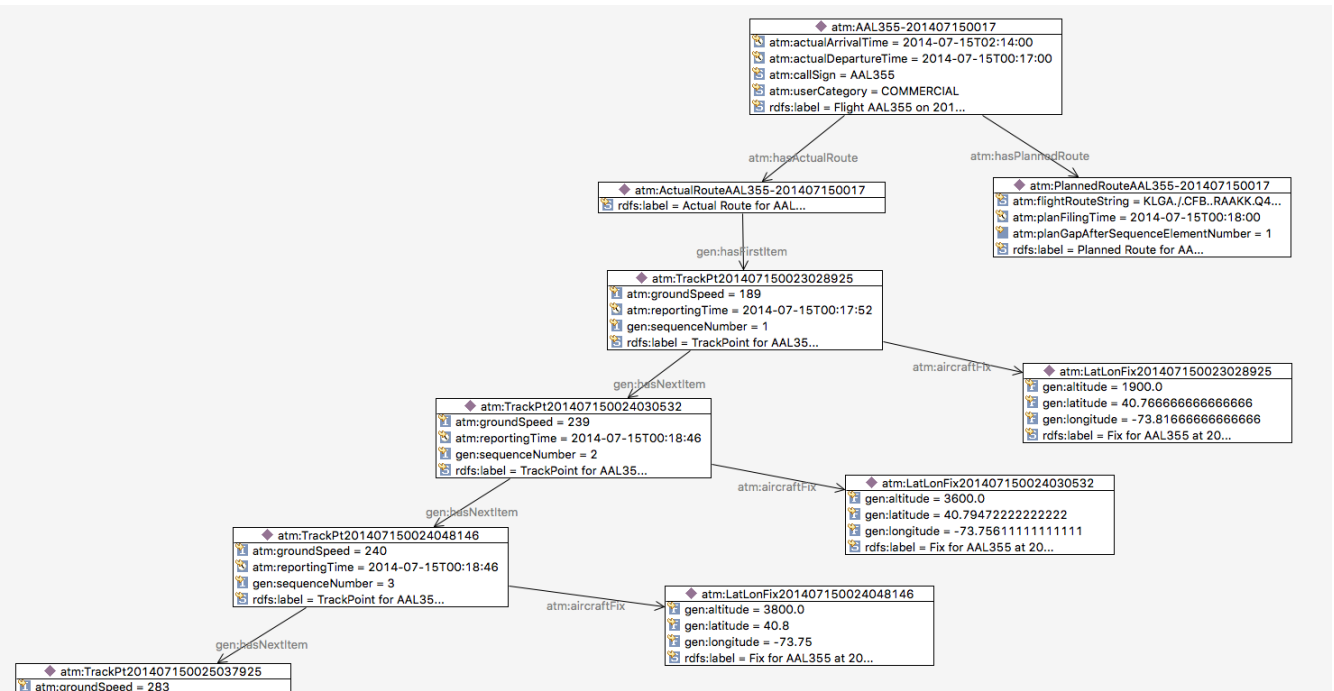 atm:AAL355-201407150017
atm:actualArrivalTime = 2014-07-15T02:14:00
atm:actualDepartureTime = 2014-07-15T00:17:00
atm:callSign = AAL355
atm:userCategory = COMMERCIAL
rdfs:label = Flight AAL355 on 201...
atm:hasActualRoute
atm:hasPlannedRoute
atm:ActualRouteAAL355-201407150017
rdfs:label = Actual Route for AAL...
atm:PlannedRouteAAL355-201407150017
atm:flightRouteString = KLGA./.CFB..RAAKK.Q4...
atm:planFilingTime = 2014-07-15T00:18:00
atm:planGapAfterSequenceElementNumber = 1
rdfs:label = Planned Route for AA...
gen:hasFirstItem
atm:TrackPt201407150023028925
atm:groundSpeed = 189
atm:reportingTime = 2014-07-15T00:17:52
gen:sequenceNumber = 1
rdfs:label = TrackPoint for AAL35...
atm:aircraftFix
atm:LatLonFix201407150023028925
gen:altitude = 1900.0
gen:latitude = 40.766666666666666
gen:longitude = -73.81666666666666
rdfs:label = Fix for AAL355 at 20...
gen:hasNextItem
atm:TrackPt201407150024030532
atm:groundSpeed = 239
atm:reportingTime = 2014-07-15T00:18:46
gen:sequenceNumber = 2
rdfs:label = TrackPoint for AAL35...
atm:aircraftFix
atm:LatLonFix201407150024030532
gen:altitude = 3600.0
gen:latitude = 40.79472222222222
gen:longitude = -73.75611111111111
rdfs:label = Fix for AAL355 at 20...
gen:hasNextItem
atm:TrackPt201407150024048146
atm:groundSpeed = 240
atm:reportingTime = 2014-07-15T00:18:46
gen:sequenceNumber = 3
rdfs:label = TrackPoint for AAL35...
atm:aircraftFix
atm:LatLonFix201407150024048146
gen:altitude = 3800.0
gen:latitude = 40.8
gen:longitude = -73.75
rdfs:label = Fix for AAL355 at 20...
gen:hasNextItem
atm:TrackPt201407150025037925
atm:groundSpeed = 283